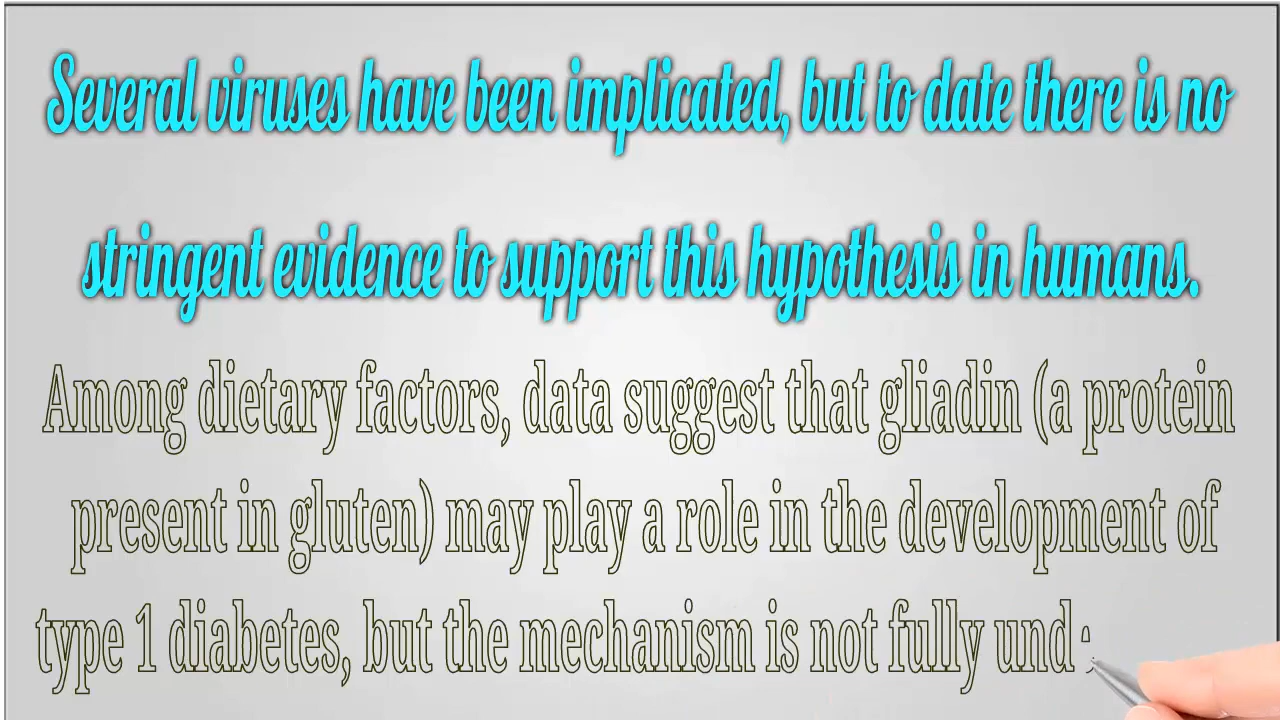 Several viruses have been implicated, but to date there is no
stringent evidence to support this hypothesis in humans.
Among dietary factors, data suggest that gliadin (a protein
present in gluten) may play a role in the development of
type 1 diabetes, but the mechanism is not fully und